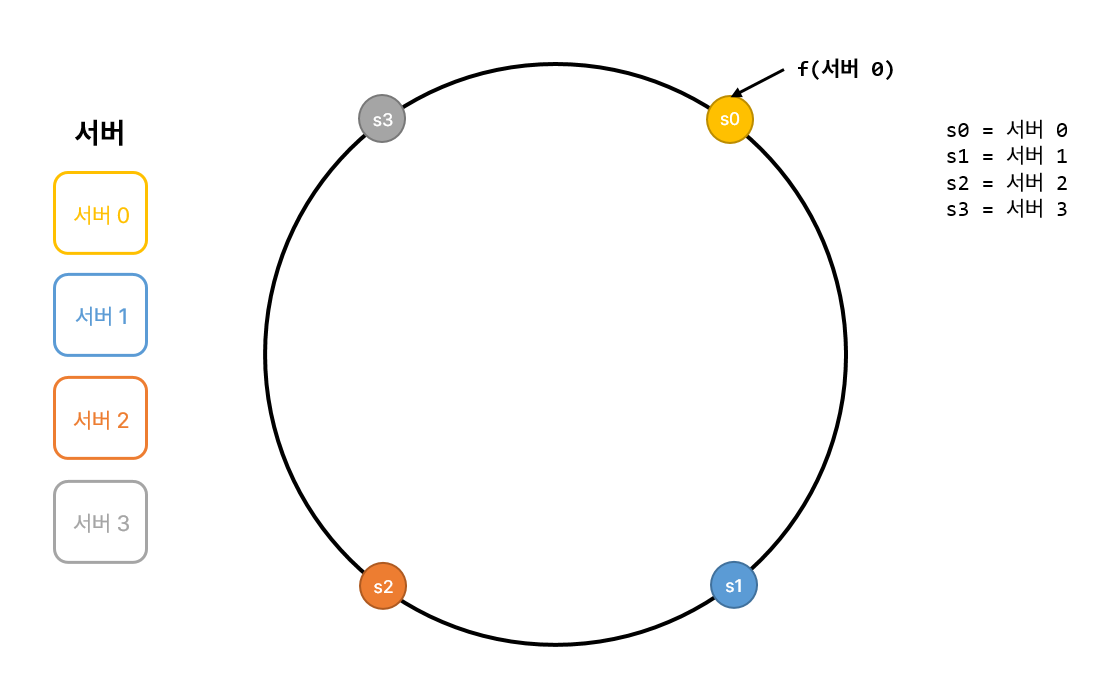 서버
서버 0
서버 1
서버 2
서버 3
s3
s0
s2
s1
f(서버 0)
s0 = 서버 0
s1 = 서버 1
s2 = 서버 2
s3 = 서버 3